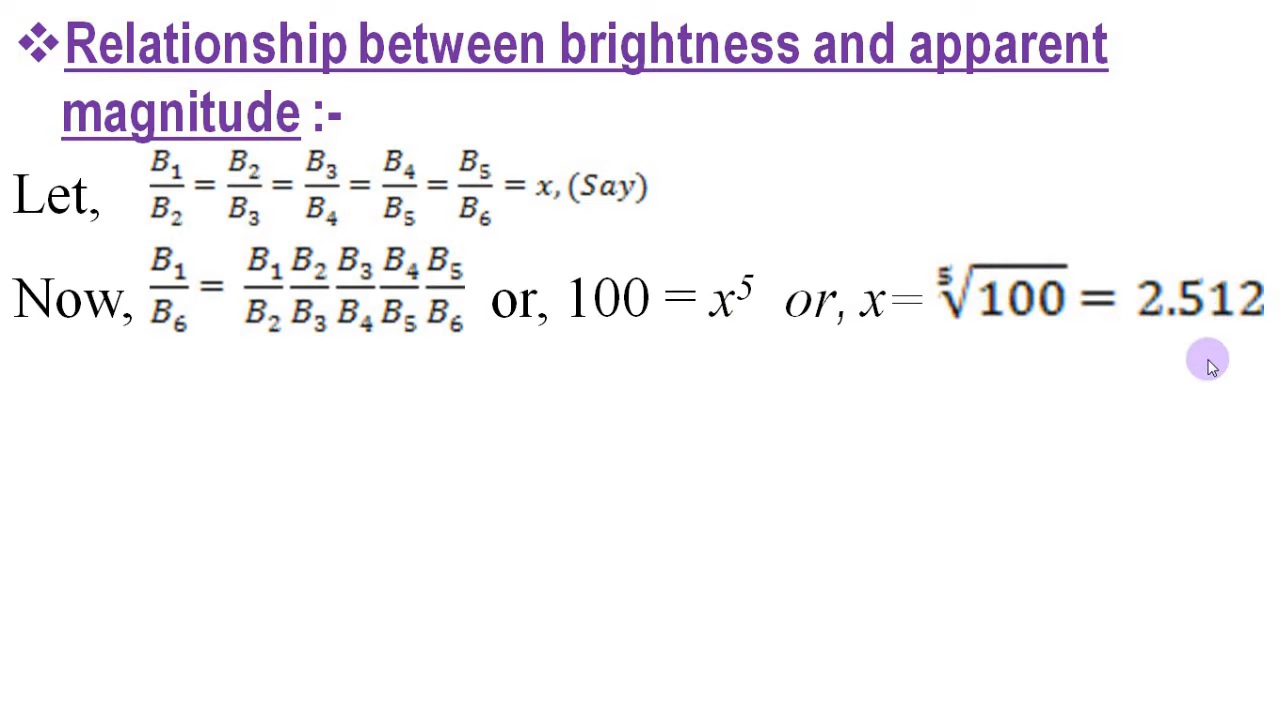 ❖Relationship between brightness and apparent
magnitude :-
Let, B₁/B₂ = B₂/B₃ = B₃/B₄ = B₄/B₅ = B₅/B₆ = x, (Say)
Now, B₁/B₆ = B₁/B₂ B₂/B₃ B₃/B₄ B₄/B₅ B₅/B₆ or, 100 = x⁵ or, x= ⁵√100 = 2.512